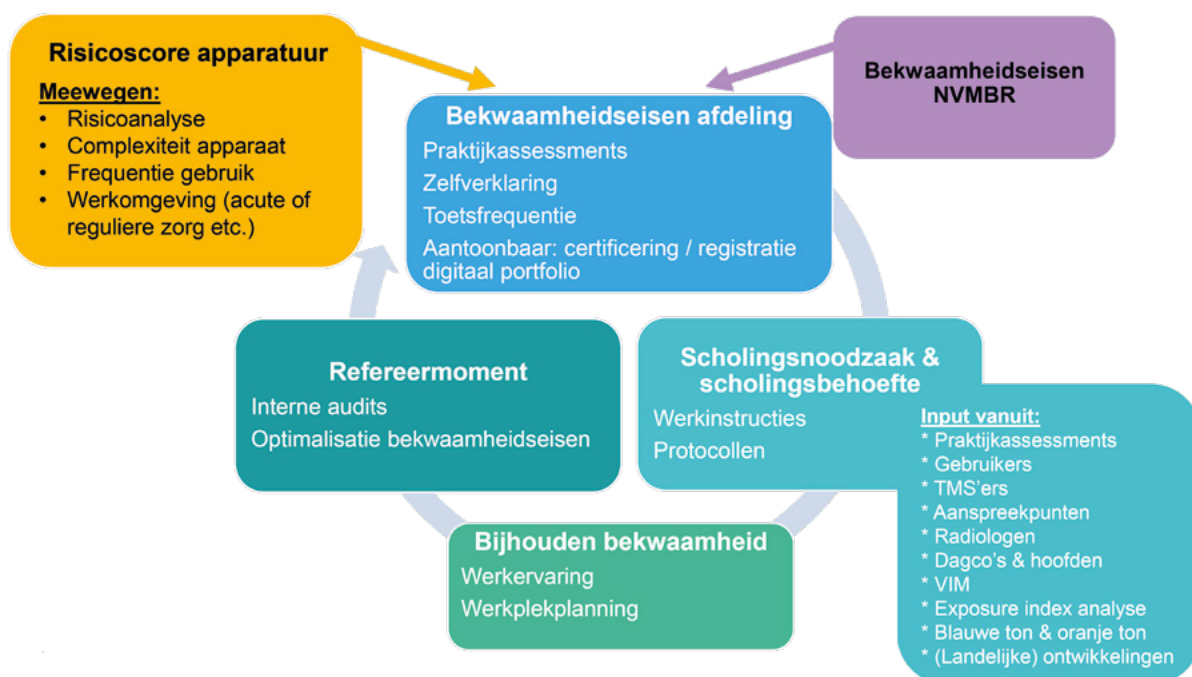 Risicoscore apparatuur
Meewegen:
• Risicoanalyse
• Complexiteit apparaat
• Frequentie gebruik
• Werkomgeving (acute of
reguliere zorg etc.)
Bekwaamheidseisen
NVMBR
Bekwaamheidseisen afdeling
Praktijkassessments
Zelfverklaring
Toetsfrequentie
Aantoonbaar: certificering / registratie
digitaal portfolio
Scholingsnoodzaak &
scholingsbehoefte
Werkinstructies
Protocollen
Input vanuit:
* Praktijkassessments
* Gebruikers
* TMS'ers
* Aanspreekpunten
* Radiologen
* Dagco's & hoofden
* VIM
* Exposure index analyse
* Blauwe ton & oranje ton
* (Landelijke) ontwikkelingen
Bijhouden bekwaamheid
Werkervaring
Werkplekplanning
Refereermoment
Interne audits
Optimalisatie bekwaamheidseisen